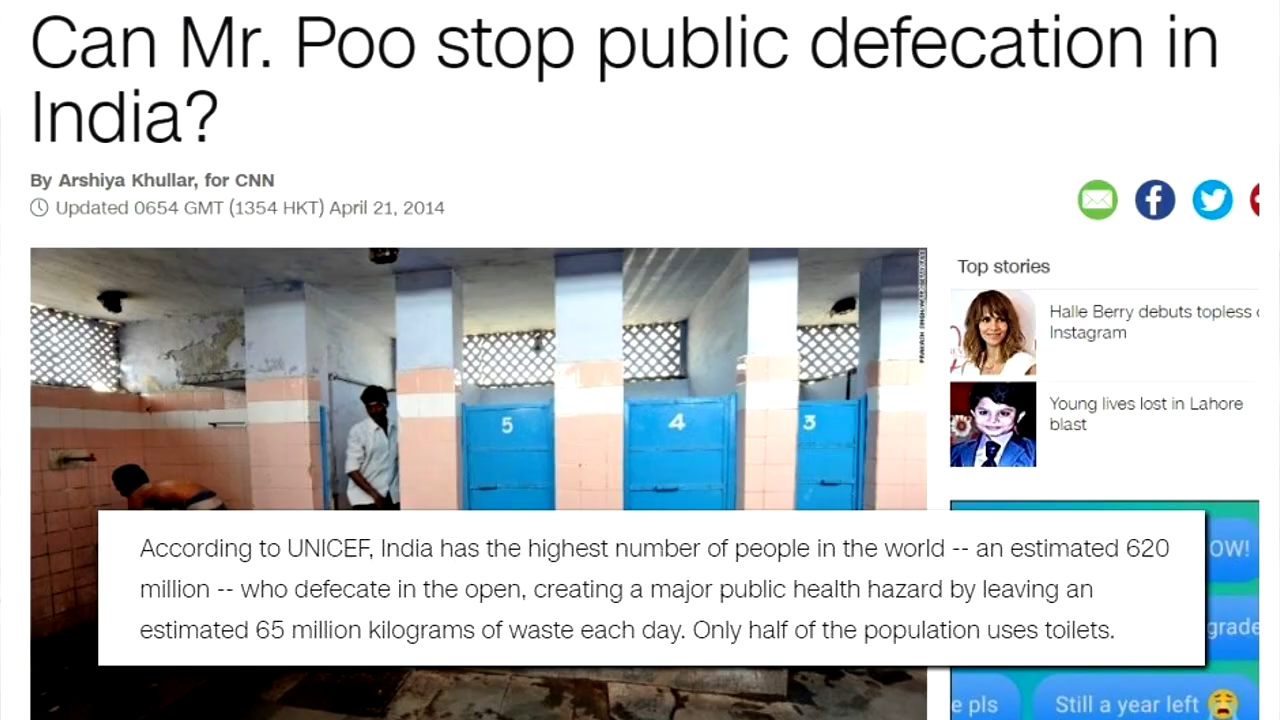 Can Mr. Poo stop public defecation in
India?
By Arshiya Khullar, for CNN
Updated 0654 GMT (1354 HKT) April 21, 2014
Top stories
Halle Berry debuts topless
Instagram
Young lives lost in Lahore
blast
5
4
3
According to UNICEF, India has the highest number of people in the world -- an estimated 620
million -- who defecate in the open, creating a major public health hazard by leaving an
estimated 65 million kilograms of waste each day. Only half of the population uses toilets.
OW!
grade
e pls
Still a year left 😩